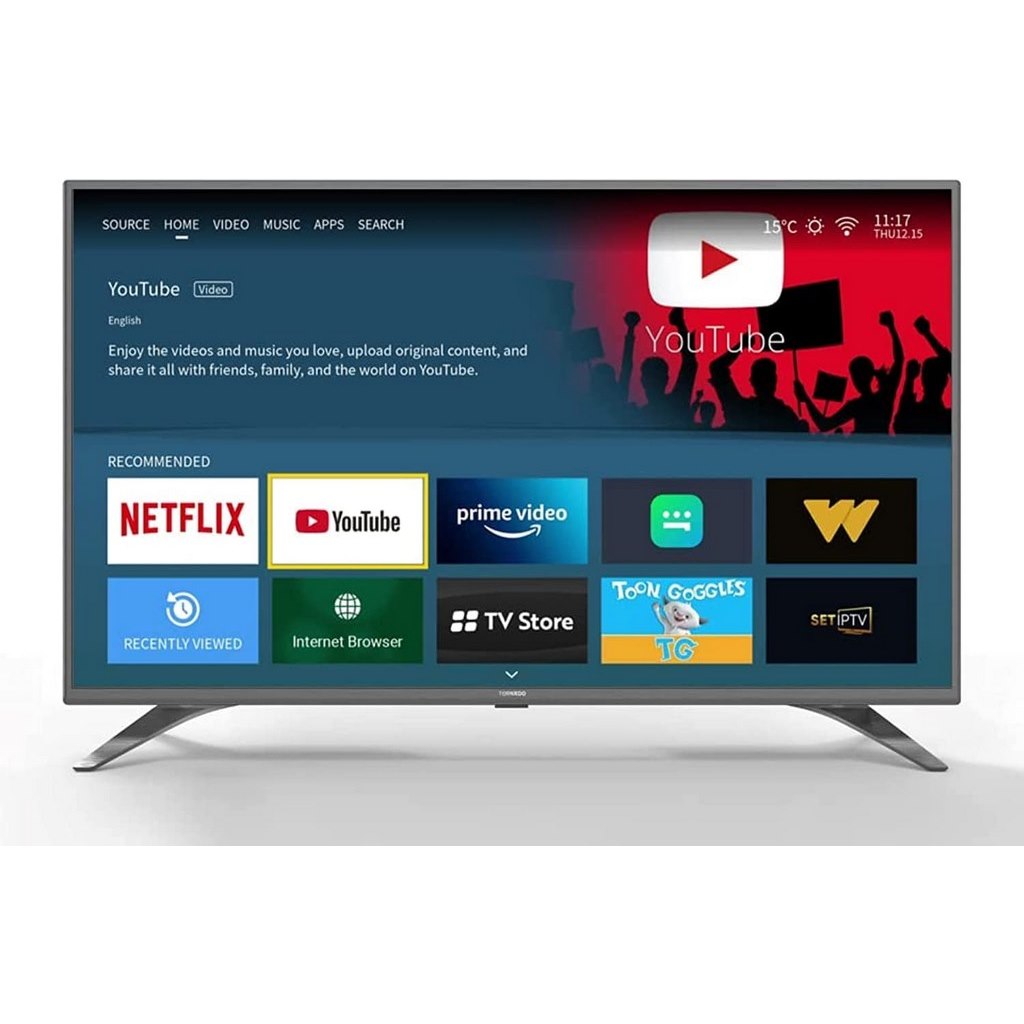 SOURCE HOME VIDEO MUSIC APPS SEARCH
15°C 11:17
THU12.15
YouTube Video
English
Enjoy the videos and music you love, upload original content, and
share it all with friends, family, and the world on YouTube.
YouTube
RECOMMENDED
NETFLIX YouTube prime video
RECENTLY VIEWED Internet Browser TV Store TOON GOGGLES TG SETIPTV
TORNADO